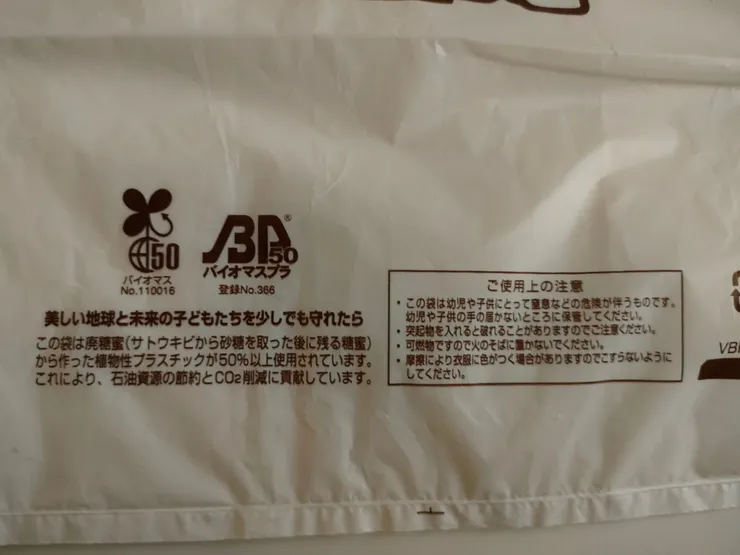 50
バイオマス
No.110016
BP
50
®
バイオマスプラ
登録No.366
美しい地球と未来の子どもたちを少しでも守れたら
この袋は廃糖蜜(サトウキビから砂糖を取った後に残る糖蜜)
から作った植物性プラスチックが50%以上使用されています。
これにより、石油資源の節約とCO2削減に貢献しています。
ご使用上の注意
・この袋は幼児や子供にとって窒息などの危険が伴うものです。
幼児や子供の手の届かないところに保管してください。
・突起物を入れると破れることがありますのでご注意ください。
・可燃物ですので火のそばに置かないでください。
・摩擦により衣服に色がつく場合がありますのでこすらないように
してください。